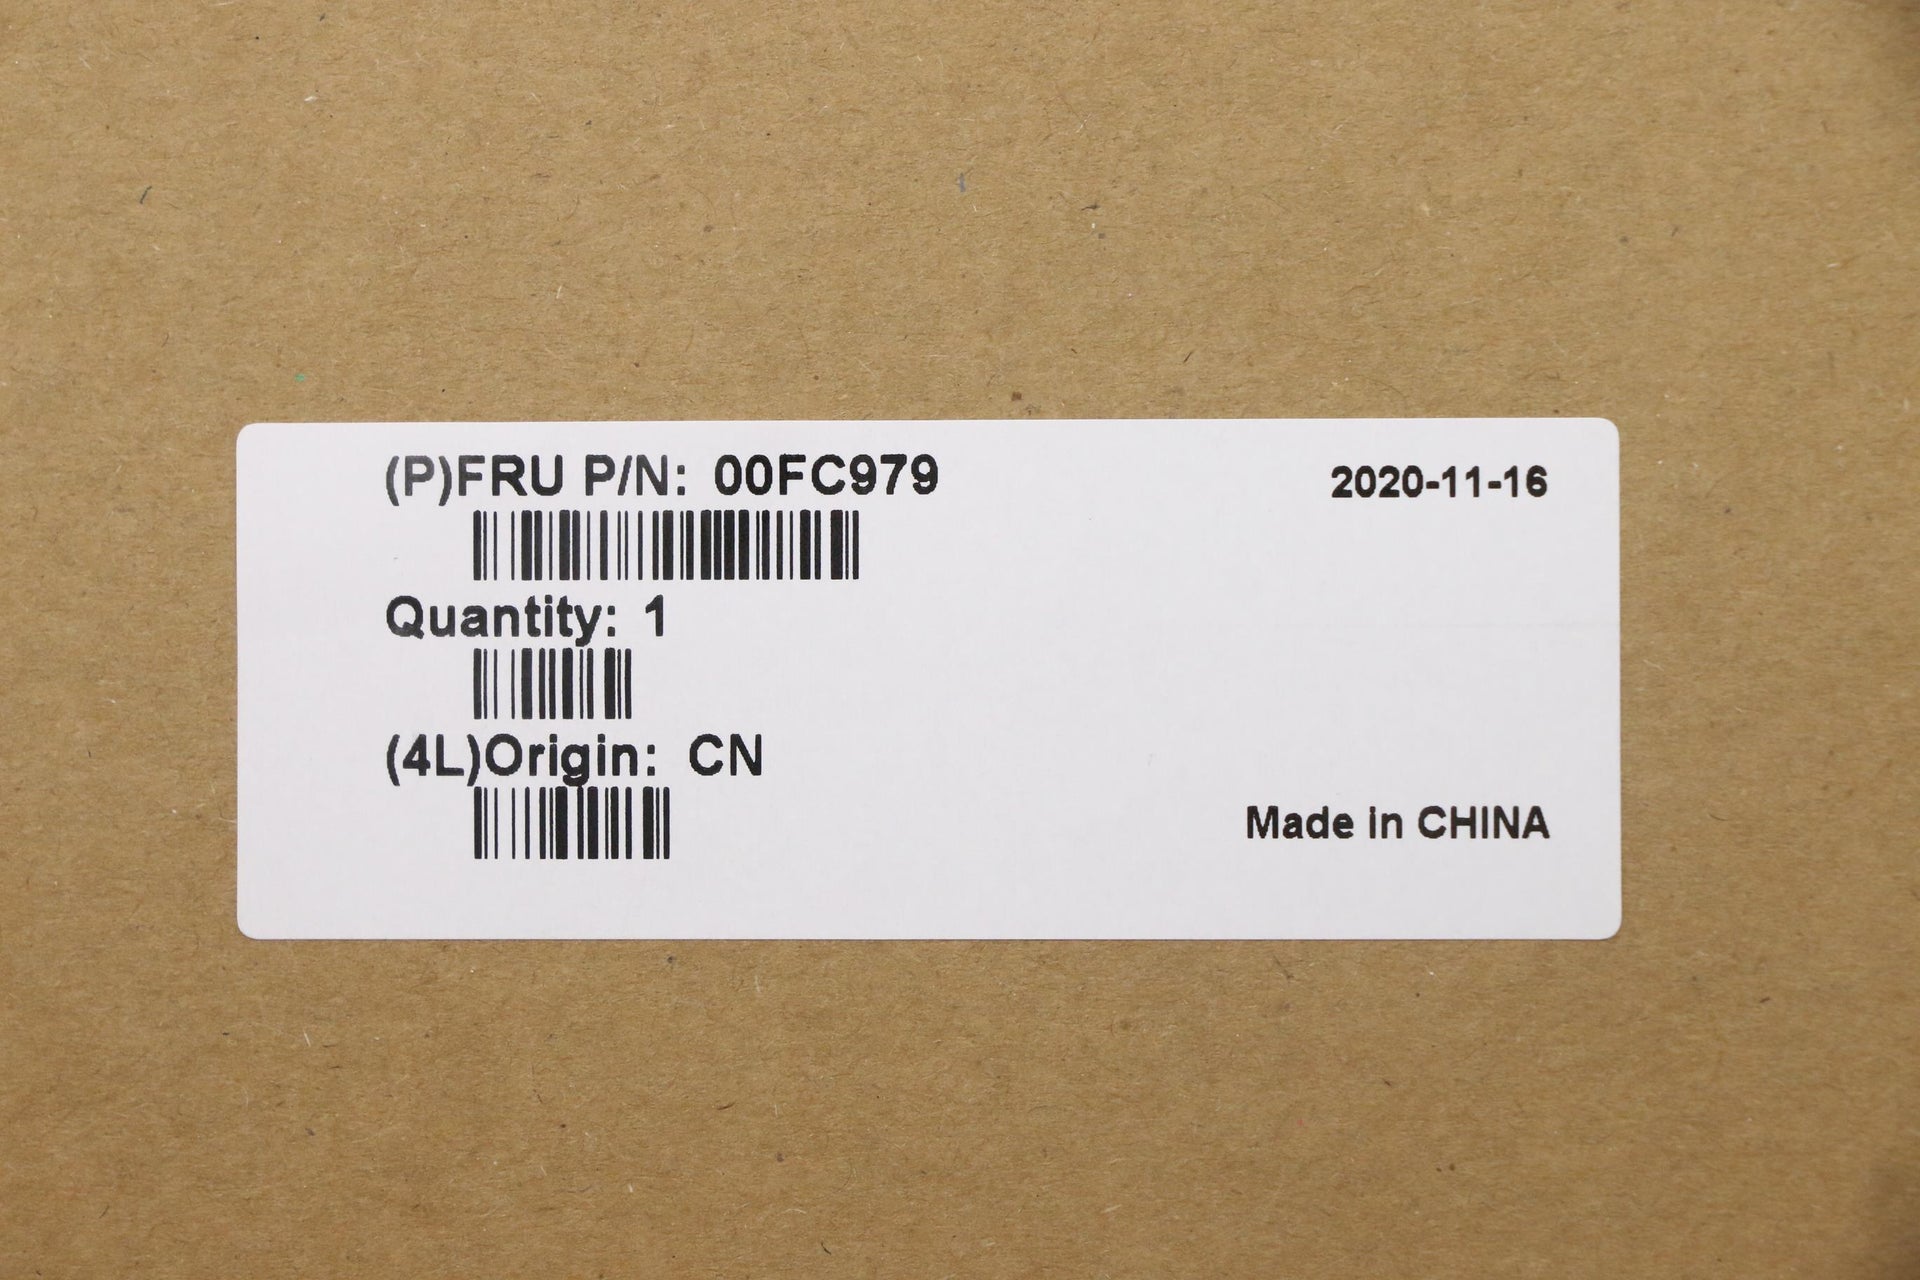 (P)FRU P/N: 00FC979
2020-11-16
Quantity: 1
(4L)Origin: CN
Made in CHINA